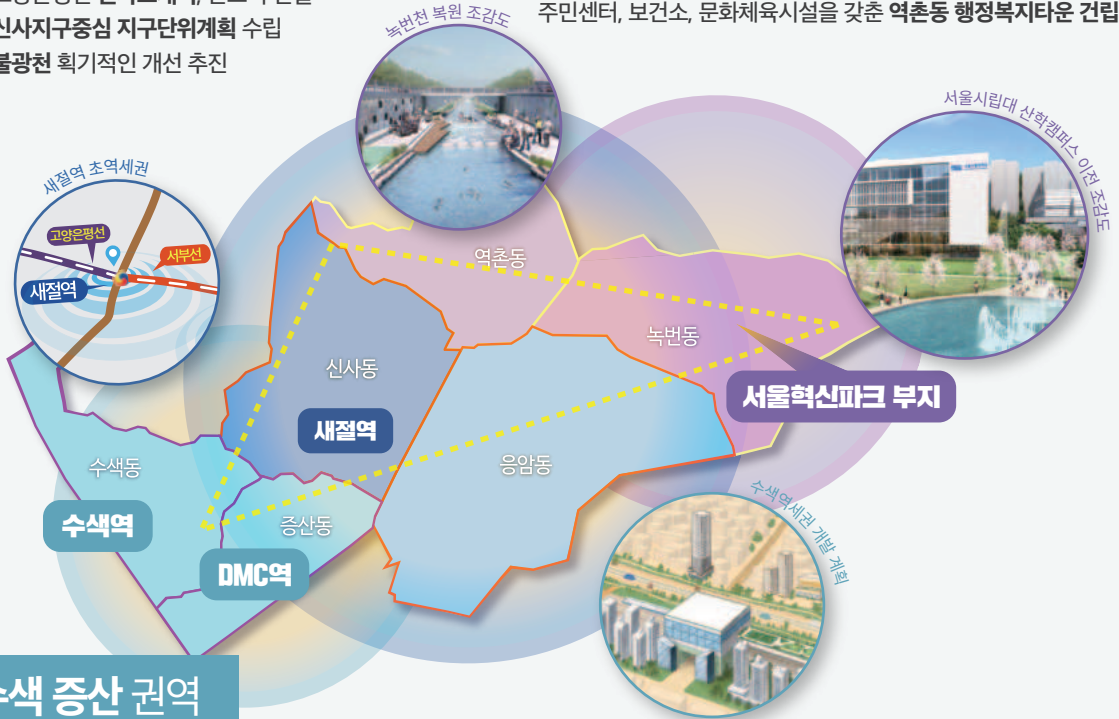 신사지구중심 지구단위계획 수립
불광천 획기적인 개선 추진
주민센터, 보건소, 문화체육시설을 갖춘 역촌동 행정복지타운 건립
녹번천 복원 조감도
서울시립대 산학캠퍼스 이전 조감도
새절역 초역세권
고양은평선
서부선
새절역
역촌동
녹번동
신사동
서울혁신파크 부지
새절역
응암동
수색동
수색역
증산동
DMC역
수색역세권 개발 계획
수색 증산 권역